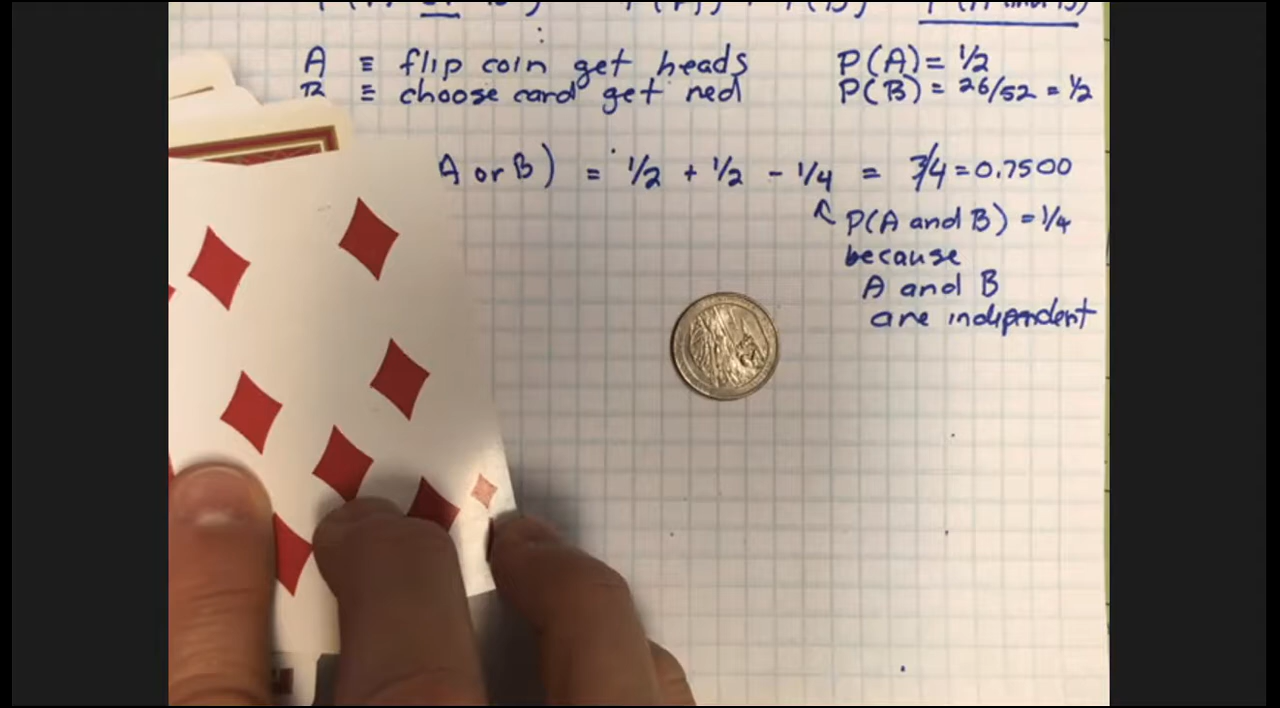 A ≡ flip coin get heads P(A) = 1/2
B ≡ choose card get red P(B) = 26/52 = 1/2
A or B) = 1/2 + 1/2 - 1/4 = 3/4 = 0.7500
P(A and B) = 1/4
because
A and B
are indipendent